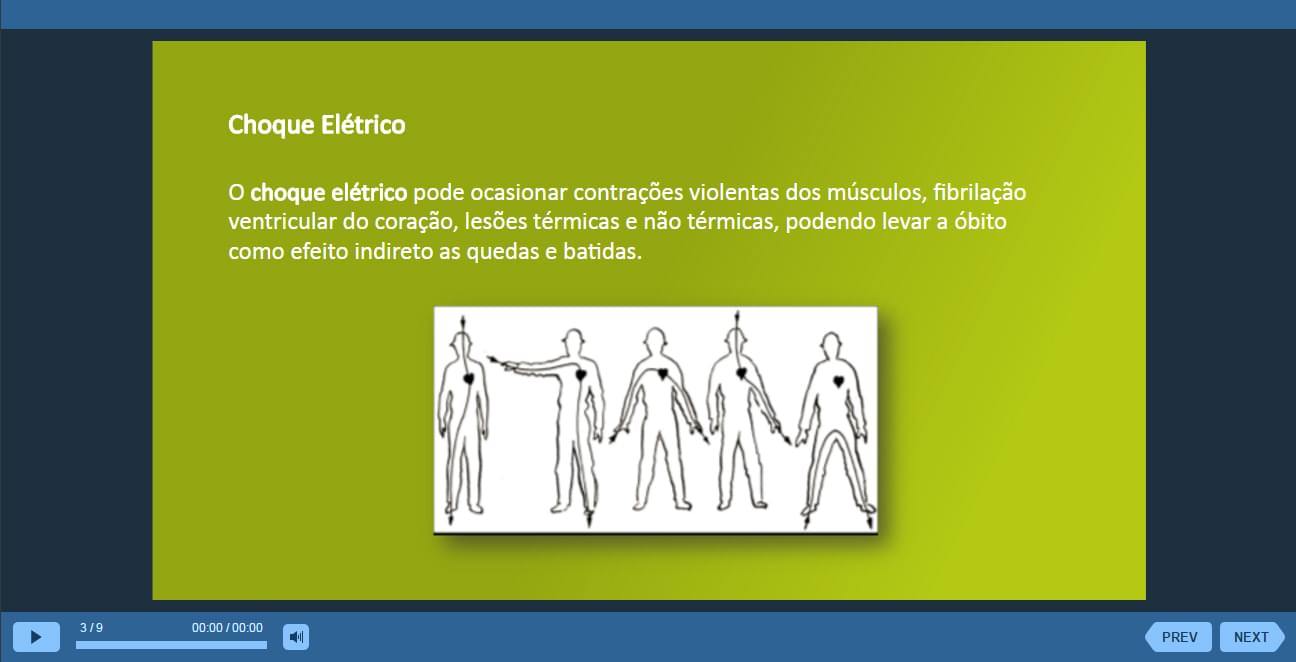 Choque Elétrico
O choque elétrico pode ocasionar contrações violentas dos músculos, fibrilação
ventricular do coração, lesões térmicas e não térmicas, podendo levar a óbito
como efeito indireto as quedas e batidas.
3 / 9
00:00 / 00:00
PREV
NEXT